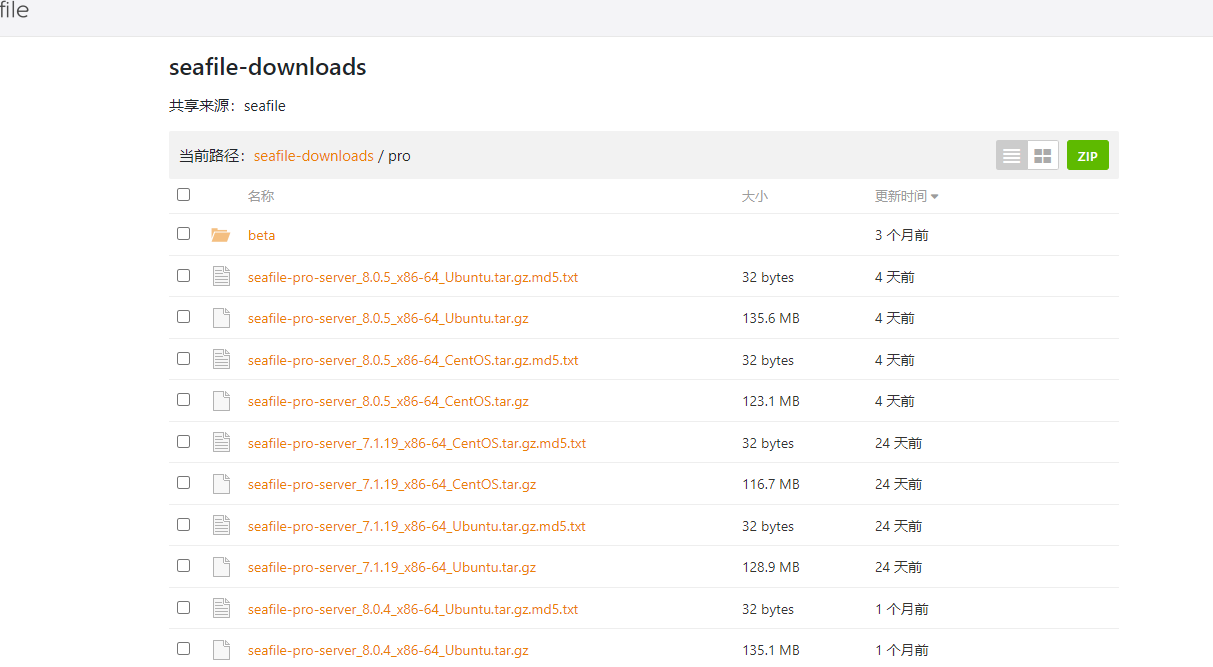 file
seafile-downloads
共享来源：seafile
当前路径：seafile-downloads / pro ZIP
名称 大小 更新时间
beta 3 个月前
seafile-pro-server_8.0.5_x86-64_Ubuntu.tar.gz.md5.txt 32 bytes 4 天前
seafile-pro-server_8.0.5_x86-64_Ubuntu.tar.gz 135.6 MB 4 天前
seafile-pro-server_8.0.5_x86-64_CentOS.tar.gz.md5.txt 32 bytes 4 天前
seafile-pro-server_8.0.5_x86-64_CentOS.tar.gz 123.1 MB 4 天前
seafile-pro-server_7.1.19_x86-64_CentOS.tar.gz.md5.txt 32 bytes 24 天前
seafile-pro-server_7.1.19_x86-64_CentOS.tar.gz 116.7 MB 24 天前
seafile-pro-server_7.1.19_x86-64_Ubuntu.tar.gz.md5.txt 32 bytes 24 天前
seafile-pro-server_7.1.19_x86-64_Ubuntu.tar.gz 128.9 MB 24 天前
seafile-pro-server_8.0.4_x86-64_Ubuntu.tar.gz.md5.txt 32 bytes 1 个月前
seafile-pro-server_8.0.4_x86-64_Ubuntu.tar.gz 135.1 MB 1 个月前